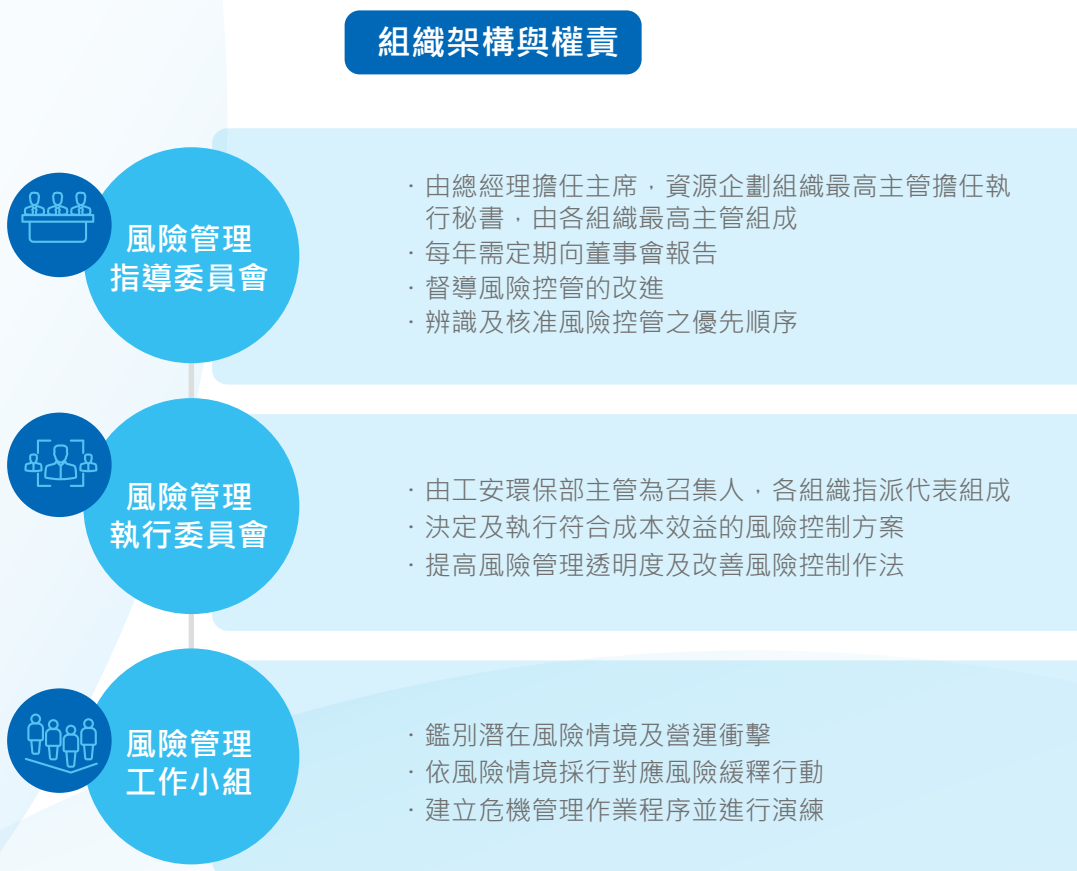 組織架構與權責
風險管理
指導委員會
·由總經理擔任主席，資源企劃組織最高主管擔任執
行秘書，由各組織最高主管組成
·每年需定期向董事會報告
·督導風險控管的改進
·辨識及核准風險控管之優先順序
風險管理
執行委員會
·由工安環保部主管為召集人，各組織指派代表組成
·決定及執行符合成本效益的風險控制方案
·提高風險管理透明度及改善風險控制作法
風險管理
工作小組
·鑑別潛在風險情境及營運衝擊
·依風險情境採行對應風險緩釋行動
·建立危機管理作業程序並進行演練